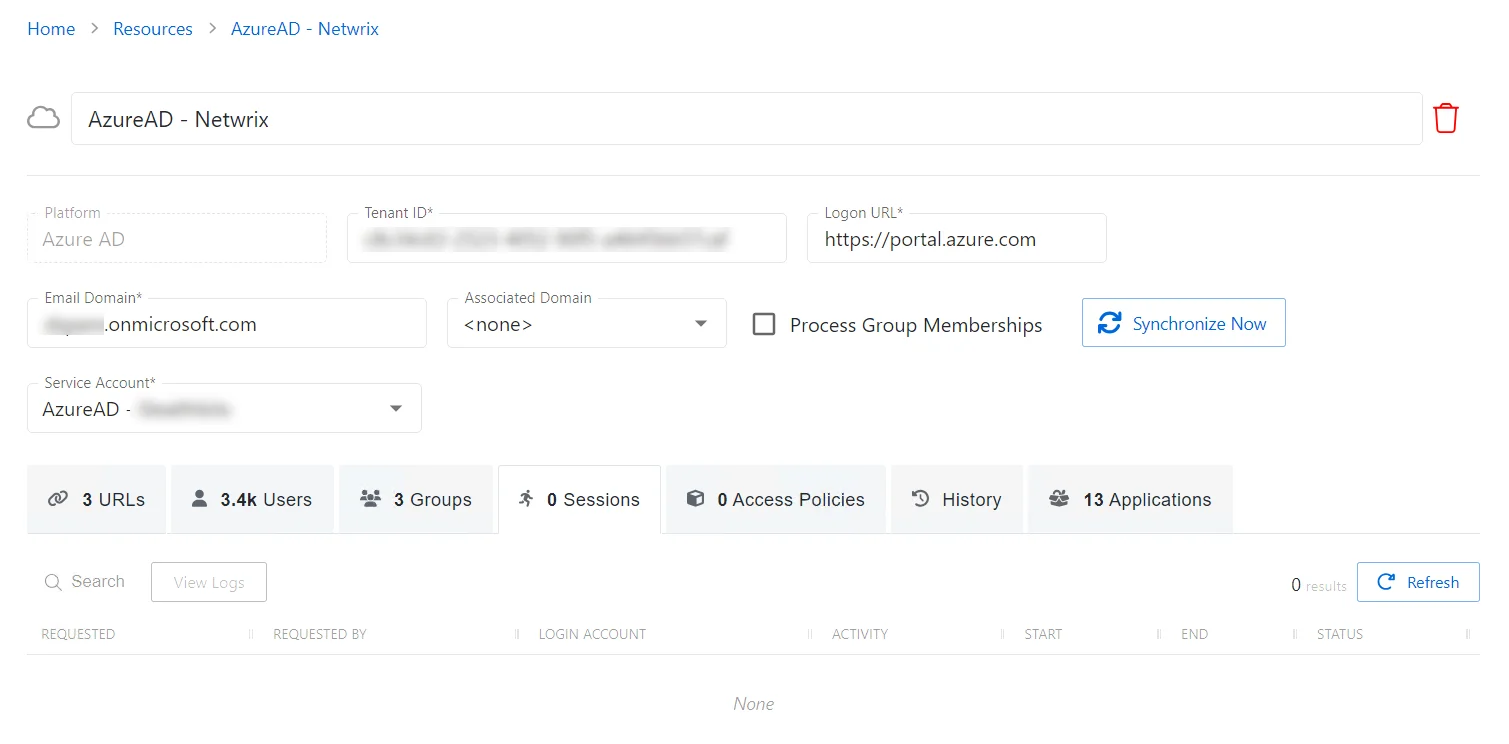 Home > Resources > AzureAD - Netwrix
AzureAD - Netwrix
Platform
Azure AD
Tenant ID*
Logon URL*
https://portal.azure.com
Email Domain*
.onmicrosoft.com
Associated Domain
<none>
Process Group Memberships
Synchronize Now
Service Account*
AzureAD -
3 URLs
3.4k Users
3 Groups
0 Sessions
0 Access Policies
History
13 Applications
Search
View Logs
0 results
Refresh
REQUESTED
REQUESTED BY
LOGIN ACCOUNT
ACTIVITY
START
END
STATUS
None